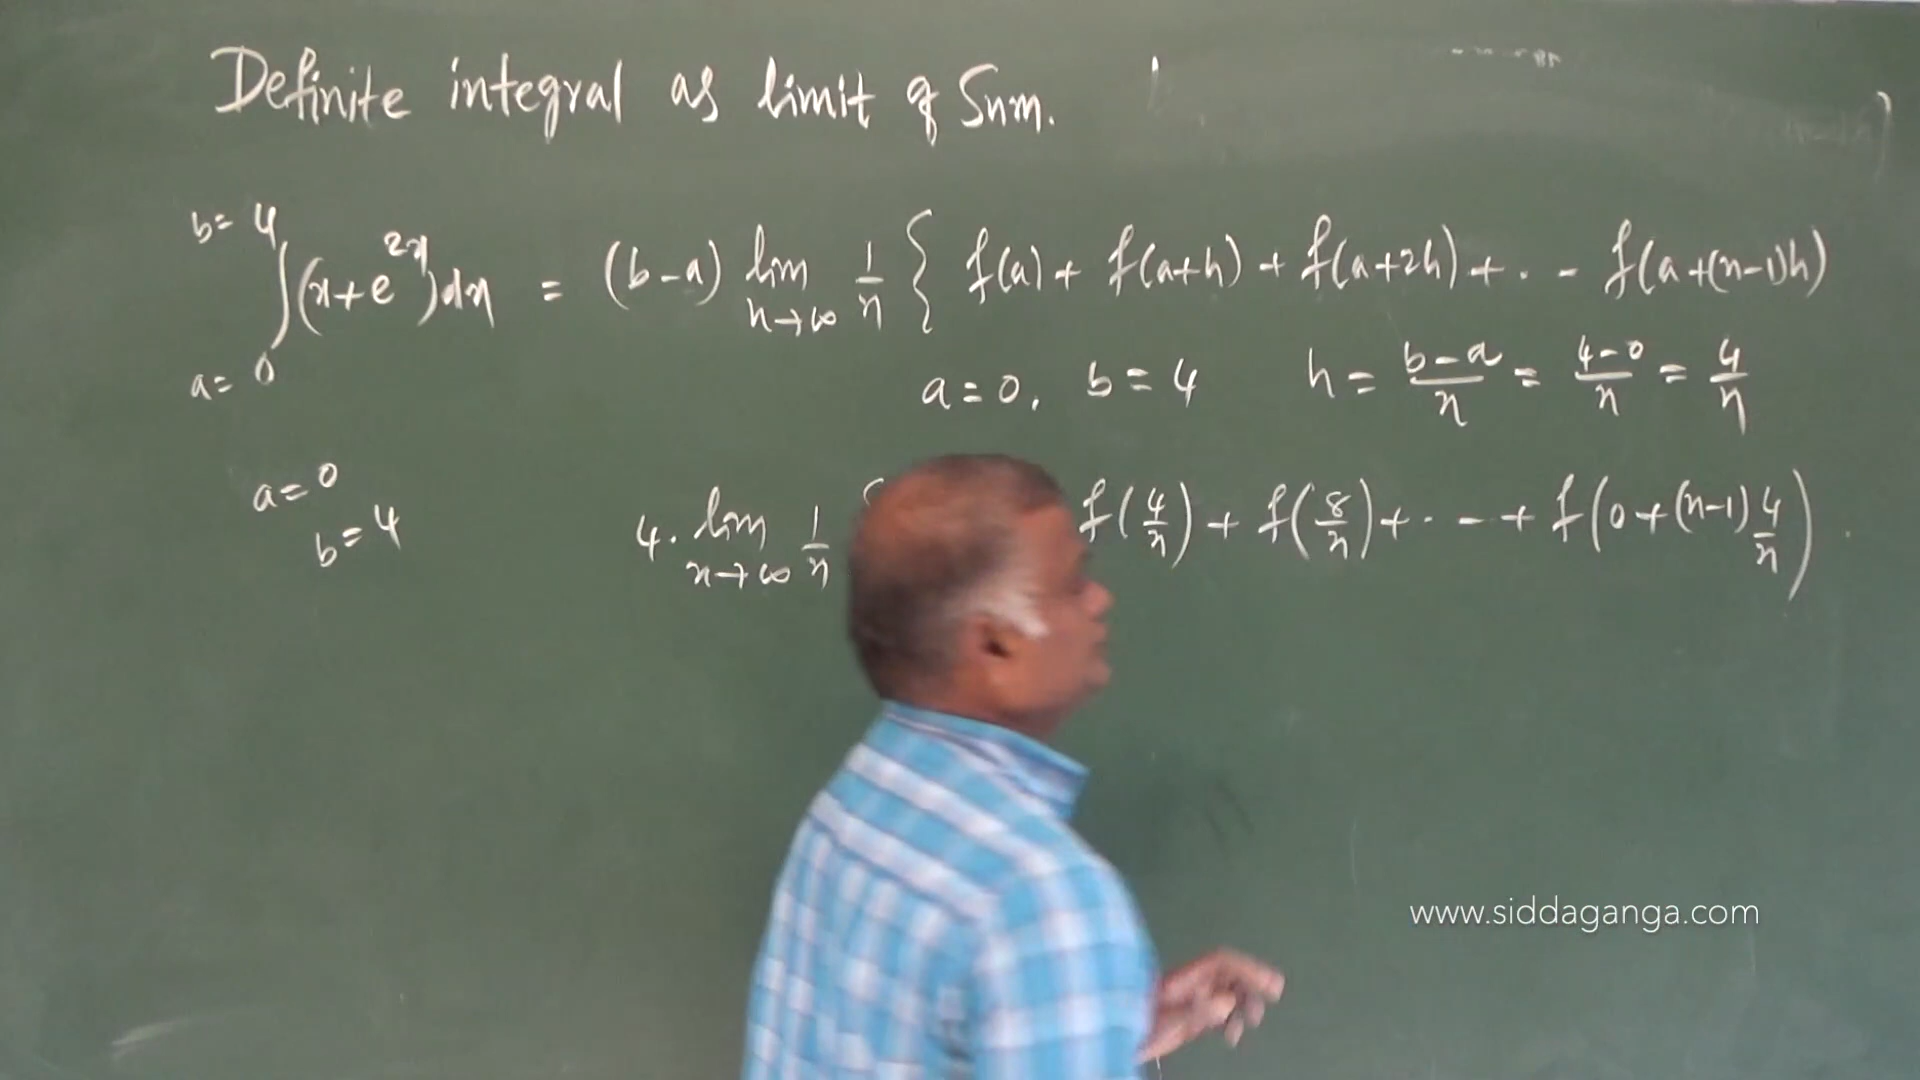 Definite integral as limit of Sum.
b= 4
∫(x+e^2x)dx = (b-a) lim n→∞ 1/n { f(a) + f(a+h) + f(a+2h) + . . - f(a+(n-1)h)
a= 0
a = 0, b = 4 h = b-a/n = 4-0/n = 4/n
a=0
b=4
4. lim n→∞ 1/n f(4/n) + f(8/n) + . - - + f(0+(n-1)4/n)
www.siddaganga.com